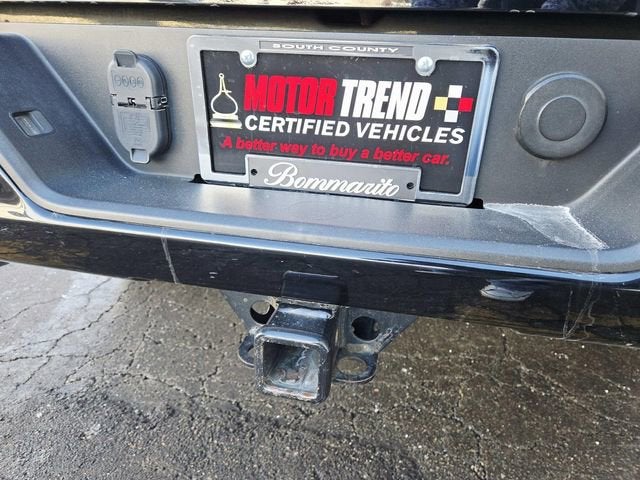 SOUTH COUNTY
MOTOR TREND
CERTIFIED VEHICLES
A better way to buy a better car.
Bommarito